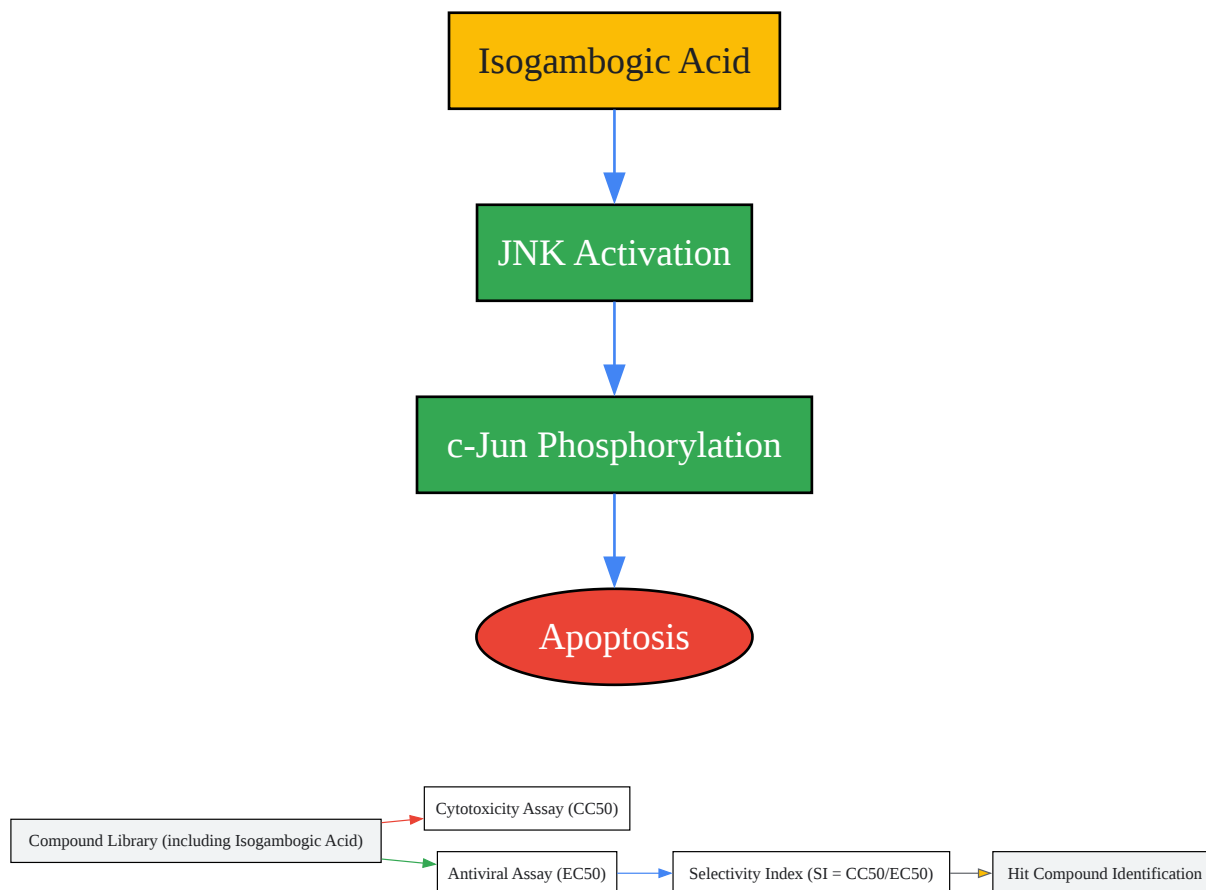 Isogambogic Acid
JNK Activation
c-Jun Phosphorylation
Apoptosis
Cytotoxicity Assay (CC50)
Compound Library (including Isogambogic Acid)
Antiviral Assay (EC50)
Selectivity Index (SI = CC50/EC50)
Hit Compound Identification